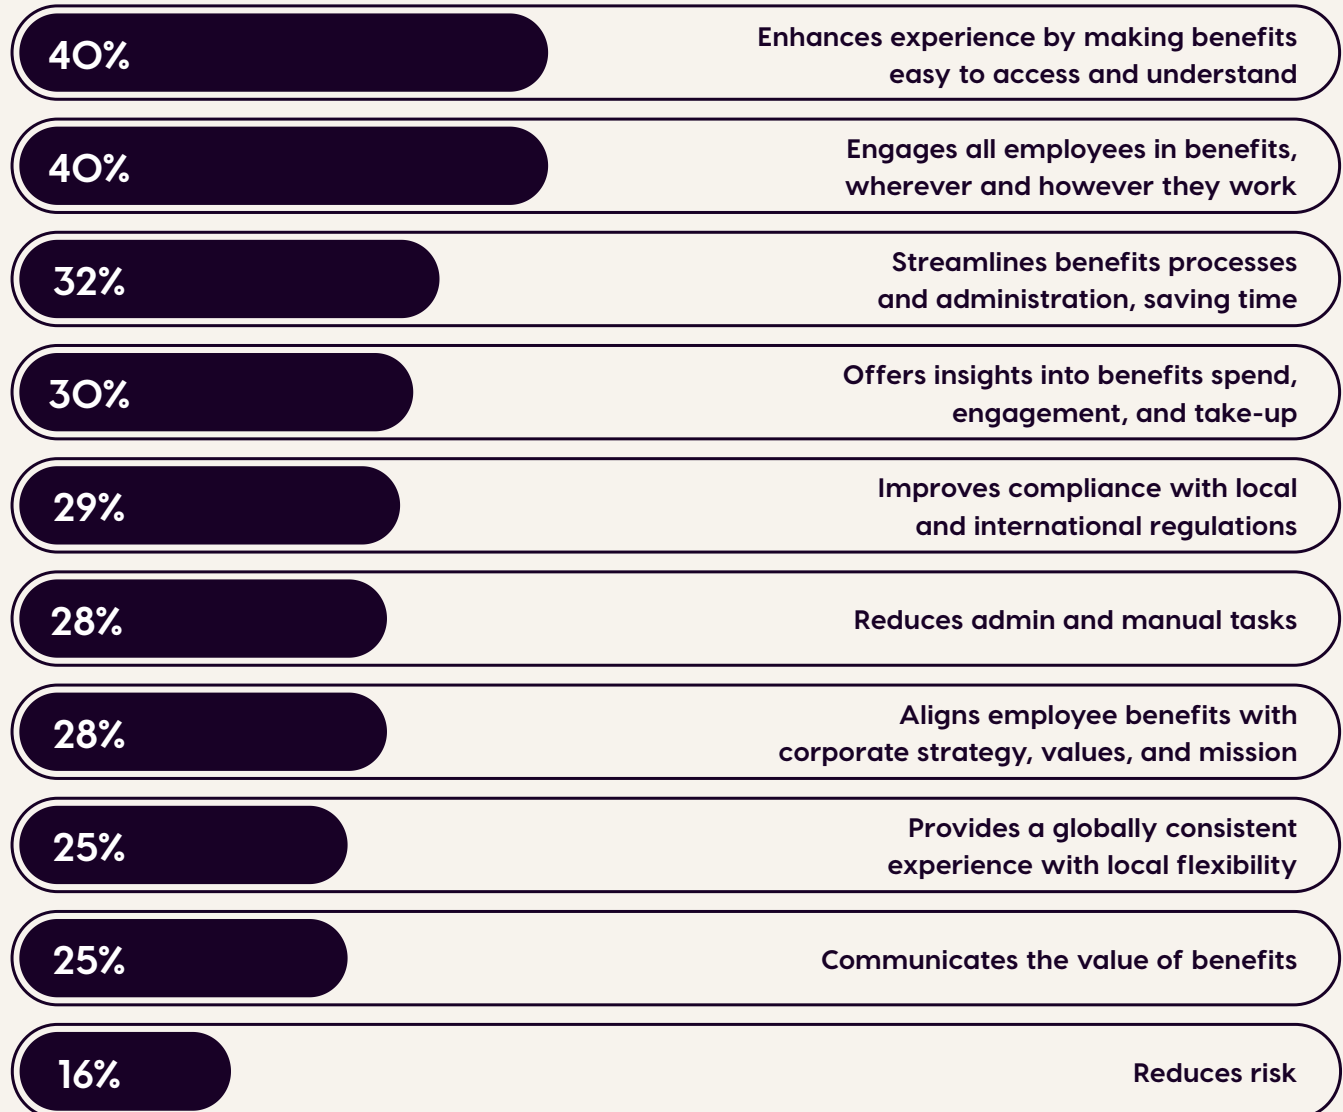 40%
Enhances experience by making benefits
easy to access and understand
40%
Engages all employees in benefits,
wherever and however they work
32%
Streamlines benefits processes
and administration, saving time
30%
Offers insights into benefits spend,
engagement, and take-up
29%
Improves compliance with local
and international regulations
28%
Reduces admin and manual tasks
28%
Aligns employee benefits with
corporate strategy, values, and mission
25%
Provides a globally consistent
experience with local flexibility
25%
Communicates the value of benefits
16%
Reduces risk